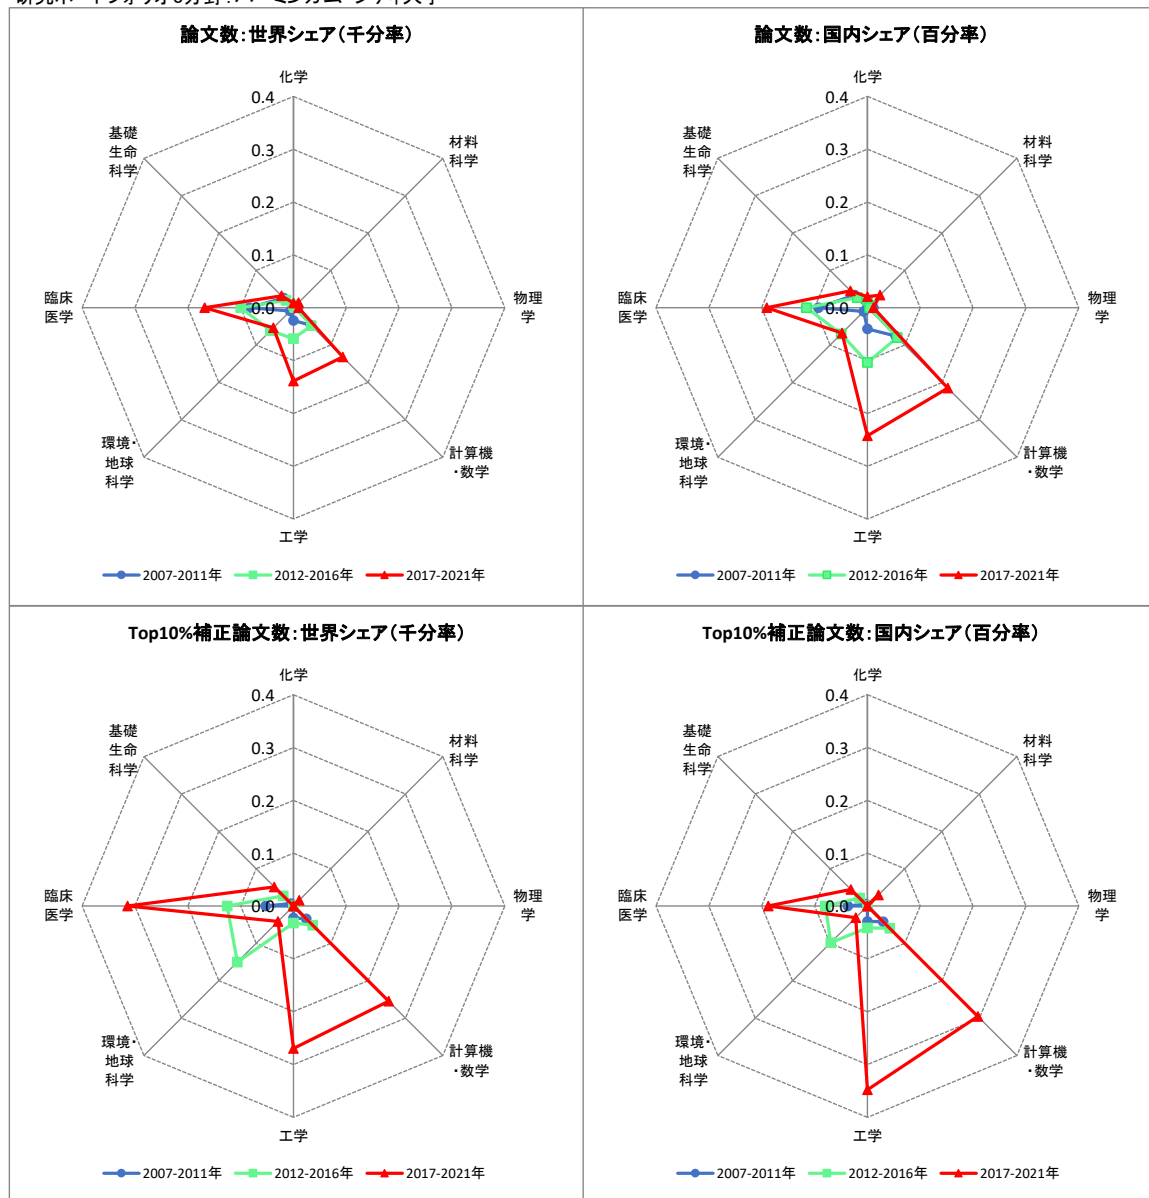 論文数：世界シェア（千分率）
化学
0.4
0.3
0.2
0.1
0.0
材料
科学
物理
学
計算機
・数学
工学
環境・
地球
科学
臨床
医学
基礎
生命
科学
2007-2011年
2012-2016年
2017-2021年
論文数：国内シェア（百分率）
化学
0.4
0.3
0.2
0.1
0.0
材料
科学
物理
学
計算機
・数学
工学
環境・
地球
科学
臨床
医学
基礎
生命
科学
2007-2011年
2012-2016年
2017-2021年
Top10%補正論文数：世界シェア（千分率）
化学
0.4
0.3
0.2
0.1
0.0
材料
科学
物理
学
計算機
・数学
工学
環境・
地球
科学
臨床
医学
基礎
生命
科学
2007-2011年
2012-2016年
2017-2021年
Top10%補正論文数：国内シェア（百分率）
化学
0.4
0.3
0.2
0.1
0.0
材料
科学
物理
学
計算機
・数学
工学
環境・
地球
科学
臨床
医学
基礎
生命
科学
2007-2011年
2012-2016年
2017-2021年